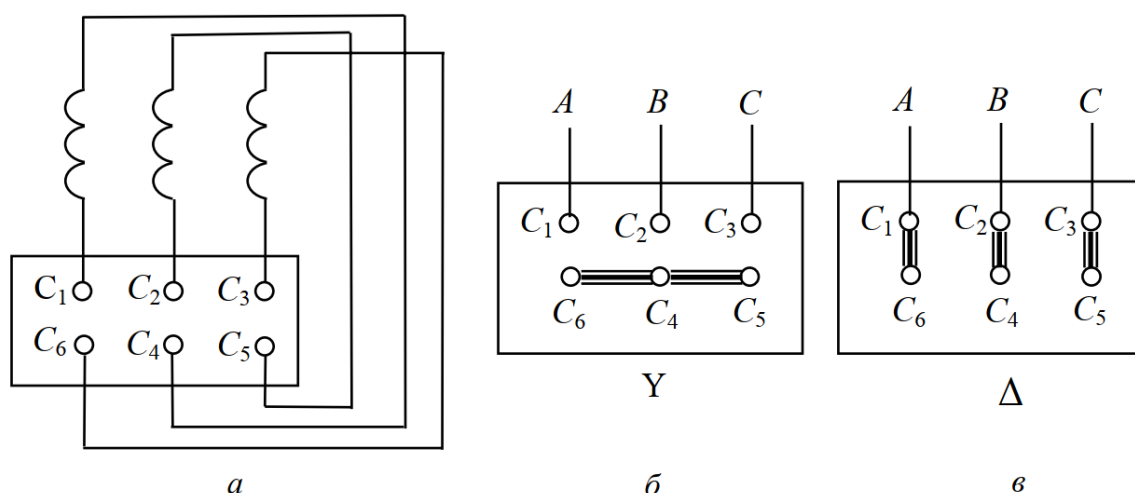 A B C
A B C
C₁ C₂ C₃
C₆ C₄ C₅
C₁ C₂ C₃
C₆ C₄ C₅
C₁ C₂ C₃
C₆ C₄ C₅
Y
Δ
а
б
в